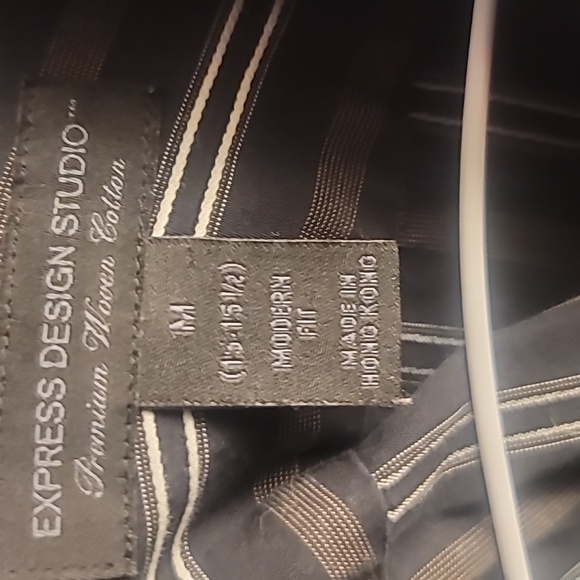 EXPRESS DESIGN STUDIO™
Premium Woven Cotton
M
((15-15½))
MODERN
FIT
MADE IN
HONG KONG